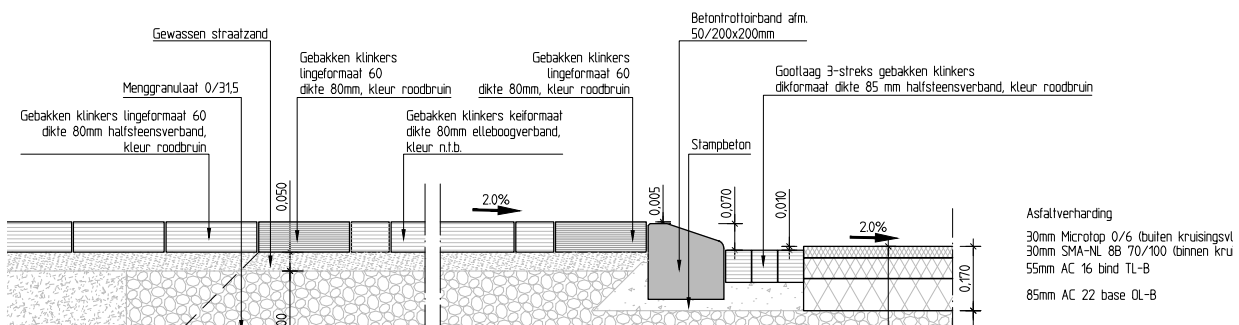 Betontrottoirband afm.
50/200x200mm
Gewassen straatzand
Gebakken klinkers
lingeformaat 60
dikte 80mm, kleur roodbruin
Gebakken klinkers
lingeformaat 60
dikte 80mm, kleur roodbruin
Gootlaag 3-streks gebakken klinkers
dikformaat dikte 85 mm halfsteensverband, kleur roodbruin
Menggranulaat 0/31,5
Gebakken klinkers lingeformaat 60
dikte 80mm halfsteensverband,
kleur roodbruin
Gebakken klinkers keiformaat
dikte 80mm elleboogverband,
kleur n.t.b.
Stampbeton
0,050
2.0%
0,005
0,070
0,010
2.0%
0,170
Asfaltverharding
30mm Microtop 0/6 (buiten kruisingsvl
30mm SMA-NL 8B 70/100 (binnen krui
55mm AC 16 bind TL-B
85mm AC 22 base OL-B